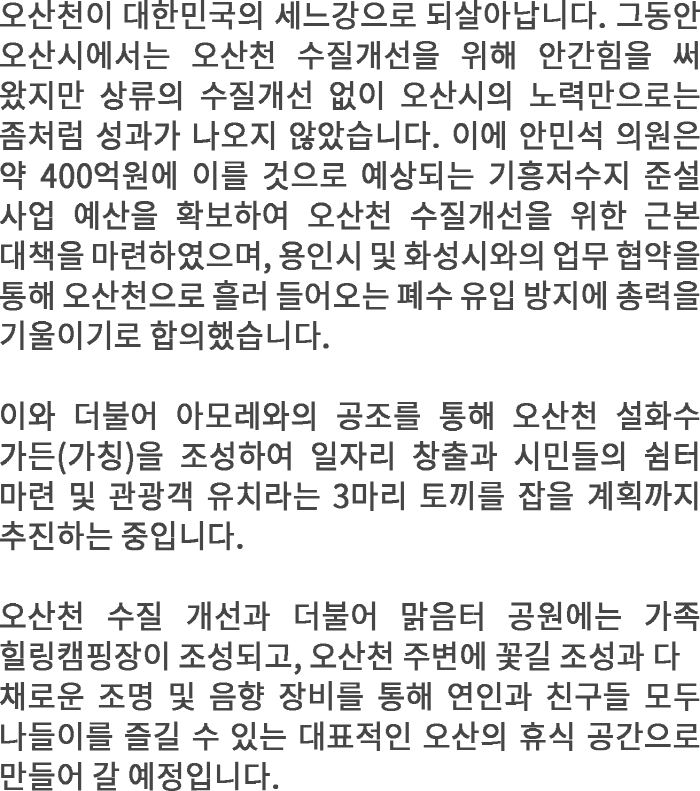 오산천이 대한민국의 세느강으로 되살아납니다. 그동안
오산시에서는 오산천 수질개선을 위해 안간힘을 써
왔지만 상류의 수질개선 없이 오산시의 노력만으로는
좀처럼 성과가 나오지 않았습니다. 이에 안민석 의원은
약 400억원에 이를 것으로 예상되는 기흥저수지 준설
사업 예산을 확보하여 오산천 수질개선을 위한 근본
대책을 마련하였으며, 용인시 및 화성시와의 업무 협약을
통해 오산천으로 흘러 들어오는 폐수 유입 방지에 총력을
기울이기로 합의했습니다.

이와 더불어 아모레와의 공조를 통해 오산천 설화수
가든(가칭)을 조성하여 일자리 창출과 시민들의 쉼터
마련 및 관광객 유치라는 3마리 토끼를 잡을 계획까지
추진하는 중입니다.

오산천 수질 개선과 더불어 맑음터 공원에는 가족
힐링캠핑장이 조성되고, 오산천 주변에 꽃길 조성과 다
채로운 조명 및 음향 장비를 통해 연인과 친구들 모두
나들이를 즐길 수 있는 대표적인 오산의 휴식 공간으로
만들어 갈 예정입니다.